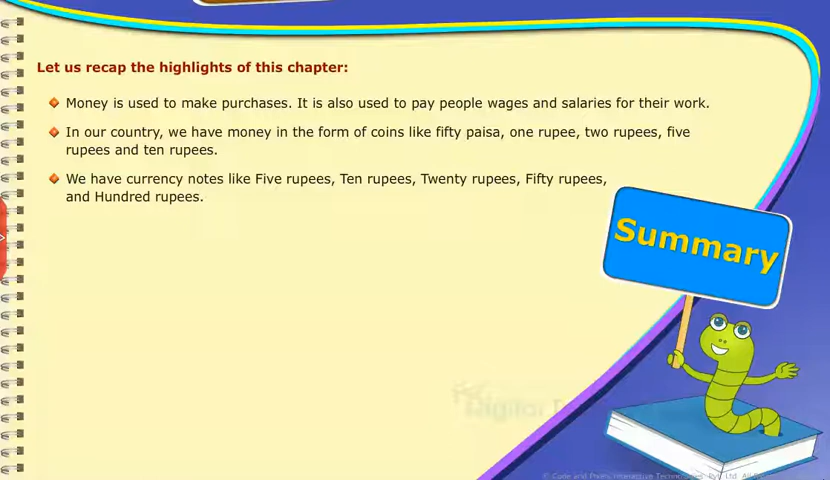 Let us recap the highlights of this chapter:
Money is used to make purchases. It is also used to pay people wages and salaries for their work.
In our country, we have money in the form of coins like fifty paisa, one rupee, two rupees, five
rupees and ten rupees.
We have currency notes like Five rupees, Ten rupees, Twenty rupees, Fifty rupees,
and Hundred rupees.
Summary
Digital